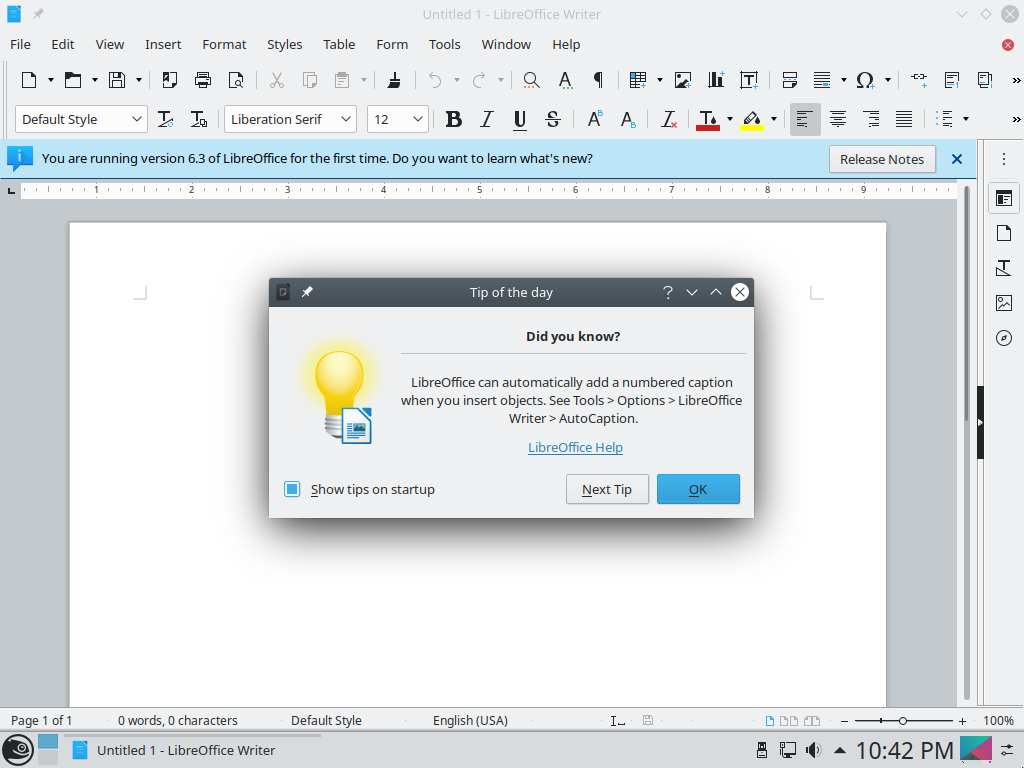 Untitled 1 - LibreOffice Writer
File Edit View Insert Format Styles Table Form Tools Window Help
Default Style Liberation Serif 12
You are running version 6.3 of LibreOffice for the first time. Do you want to learn what's new? Release Notes
1 2 3 4 5 6 7 8 9
Tip of the day
Did you know?
LibreOffice can automatically add a numbered caption
when you insert objects. See Tools > Options > LibreOffice
Writer > AutoCaption.
LibreOffice Help
Show tips on startup Next Tip OK
Page 1 of 1 0 words, 0 characters Default Style English (USA) 100%
Untitled 1 - LibreOffice Writer 10:42 PM